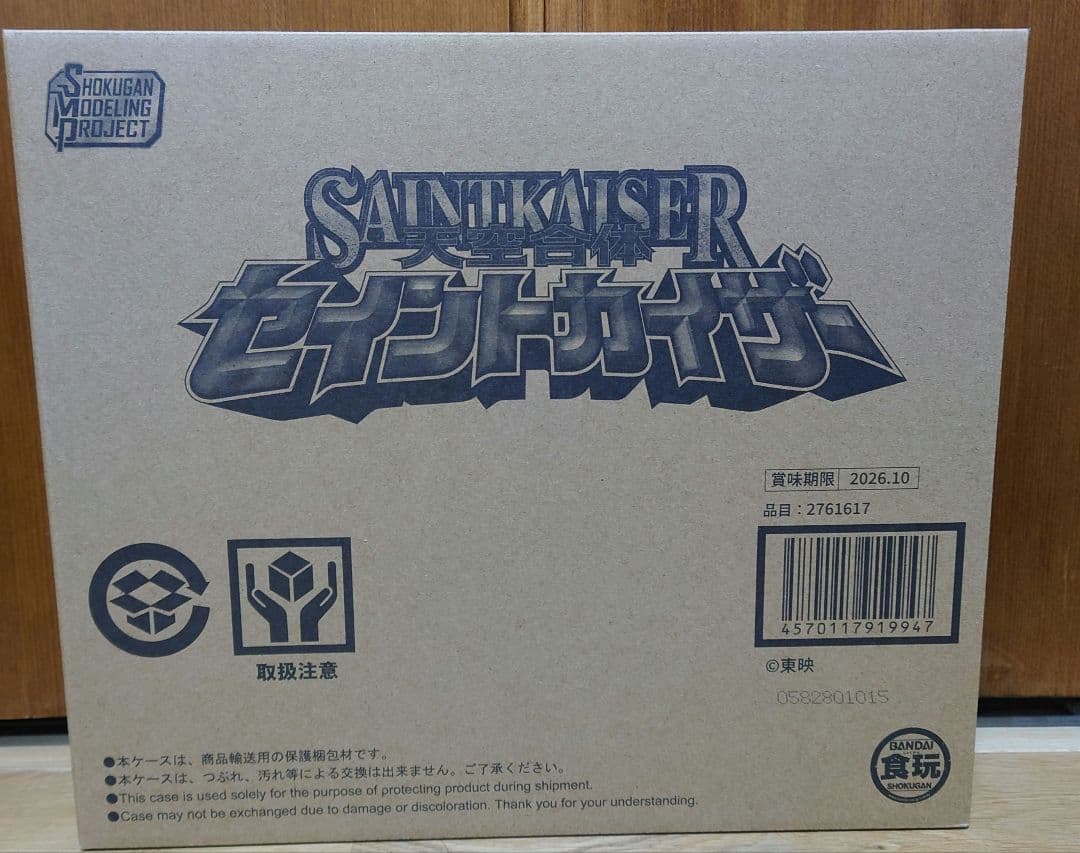 SHOKUGAN
MODELING
PROJECT
SAINTKAISER
天空合体
セイントカイザー
賞味期限 2026.10
品目：2761617
4570117919947
©東映
0582801015
取扱注意
●本ケースは、商品輸送用の保護梱包材です。
●本ケースは、つぶれ、汚れ等による交換は出来ません。ご了承ください。
●This case is used solely for the purpose of protecting product during shipment.
●Case may not be exchanged due to damage or discoloration. Thank you for your understanding.
BANDAI
食玩
SHOKUGAN